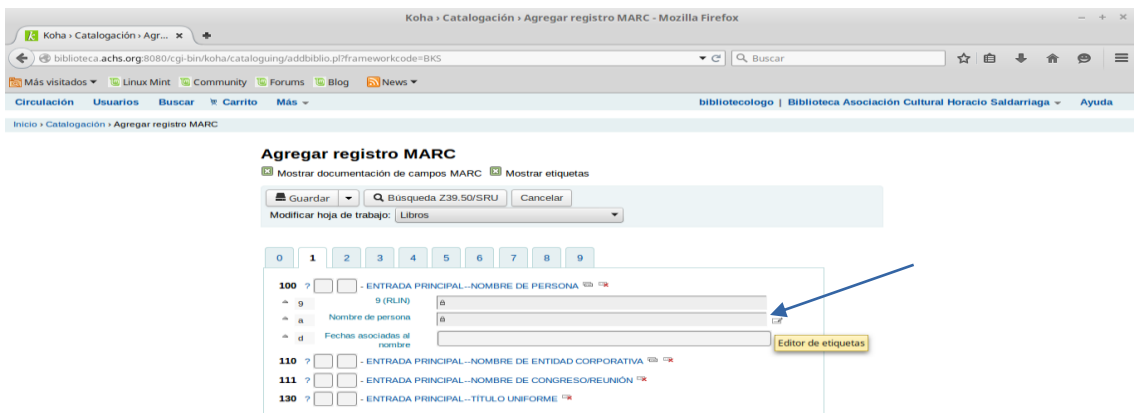 Koha › Catalogación › Agregar registro MARC - Mozilla Firefox
Koha › Catalogación › Agr...
biblioteca.achs.org:8080/cgi-bin/koha/cataloguing/addbiblio.pl?frameworkcode=BKS
Buscar
Más visitados Linux Mint Community Forums Blog News
Circulación Usuarios Buscar Carrito Más bibliotecologo | Biblioteca Asociación Cultural Horacio Saldarriaga Ayuda
Inicio › Catalogación › Agregar registro MARC
Agregar registro MARC
Mostrar documentación de campos MARC Mostrar etiquetas
Guardar Búsqueda Z39.50/SRU Cancelar
Modificar hoja de trabajo: Libros
0 1 2 3 4 5 6 7 8 9
100 ? - ENTRADA PRINCIPAL--NOMBRE DE PERSONA
9 9 (RLIN)
a Nombre de persona
d Fechas asociadas al
nombre
Editor de etiquetas
110 ? - ENTRADA PRINCIPAL--NOMBRE DE ENTIDAD CORPORATIVA
111 ? - ENTRADA PRINCIPAL--NOMBRE DE CONGRESO/REUNIÓN
130 ? - ENTRADA PRINCIPAL--TÍTULO UNIFORME